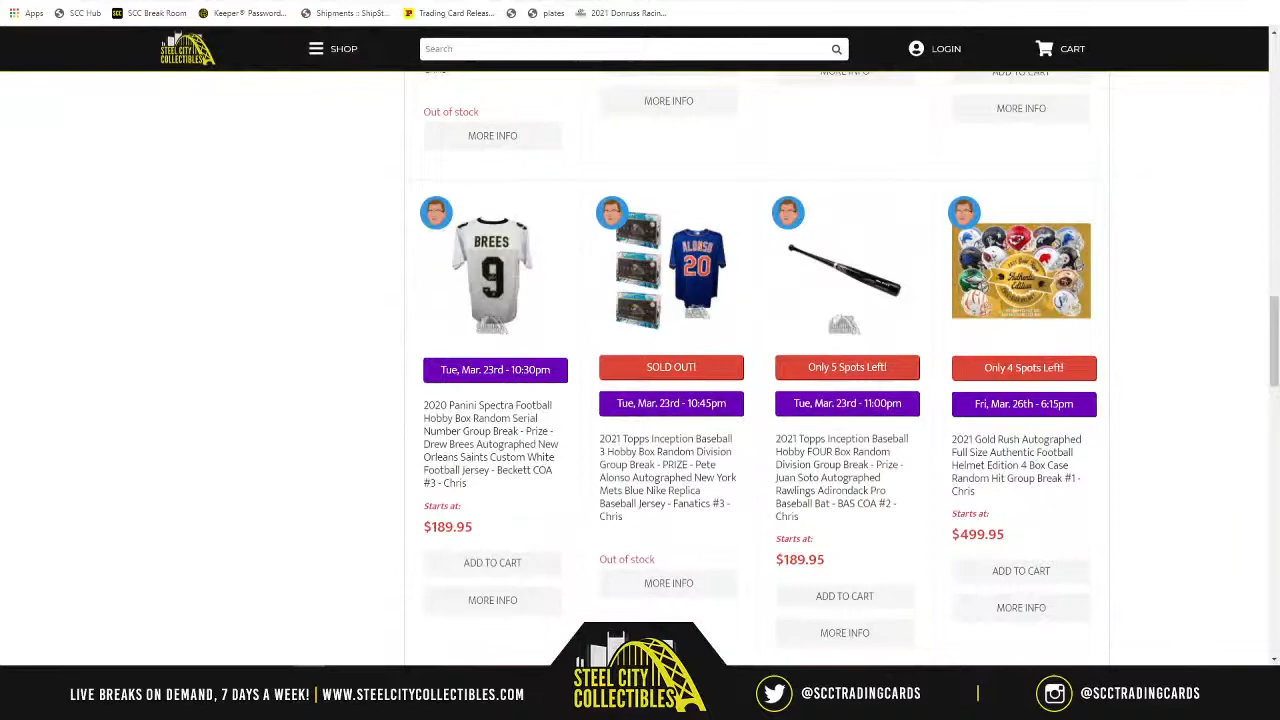 Apps SCC Hub SCC Break Room Keeper® Password... Shipments :: ShipSt... Trading Card Releas... plates 2021 Donruss Racin...
STEEL CITY COLLECTIBLES
SHOP
Search
LOGIN
CART
MORE INFO
ADD TO CART
MORE INFO
MORE INFO
Out of stock
MORE INFO
BREES
9
ALONSO
20
Authentic
Edition
Tue, Mar. 23rd - 10:30pm
2020 Panini Spectra Football
Hobby Box Random Serial
Number Group Break - Prize -
Drew Brees Autographed New
Orleans Saints Custom White
Football Jersey - Beckett COA
#3 - Chris
Starts at:
$189.95
ADD TO CART
MORE INFO
SOLD OUT!
Tue, Mar. 23rd - 10:45pm
2021 Topps Inception Baseball
3 Hobby Box Random Division
Group Break - PRIZE - Pete
Alonso Autographed New York
Mets Blue Nike Replica
Baseball Jersey - Fanatics #3 -
Chris
Out of stock
MORE INFO
Only 5 Spots Left!
Tue, Mar. 23rd - 11:00pm
2021 Topps Inception Baseball
Hobby FOUR Box Random
Division Group Break - Prize -
Juan Soto Autographed
Rawlings Adirondack Pro
Baseball Bat - BAS COA #2 -
Chris
Starts at:
$189.95
ADD TO CART
MORE INFO
Only 4 Spots Left!
Fri, Mar. 26th - 6:15pm
2021 Gold Rush Autographed
Full Size Authentic Football
Helmet Edition 4 Box Case
Random Hit Group Break #1 -
Chris
Starts at:
$499.95
ADD TO CART
MORE INFO
LIVE BREAKS ON DEMAND, 7 DAYS A WEEK! | WWW.STEELCITYCOLLECTIBLES.COM
STEEL CITY
COLLECTIBLES
@SCCTRADINGCARDS | @SCCTRADINGCARDS